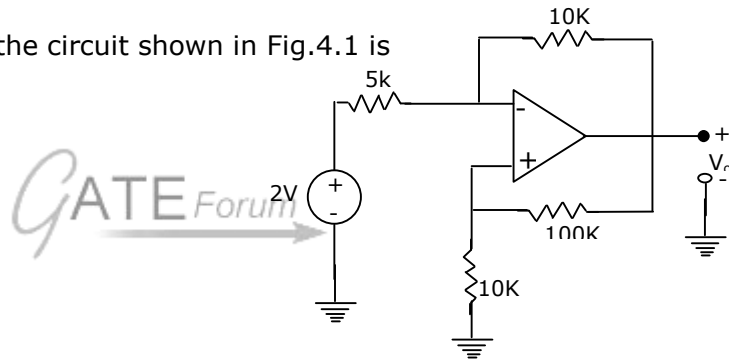 10K
the circuit shown in Fig.4.1 is
5k
-
+
GATE Forum
2V
+
-
+
V
-
100K
10K